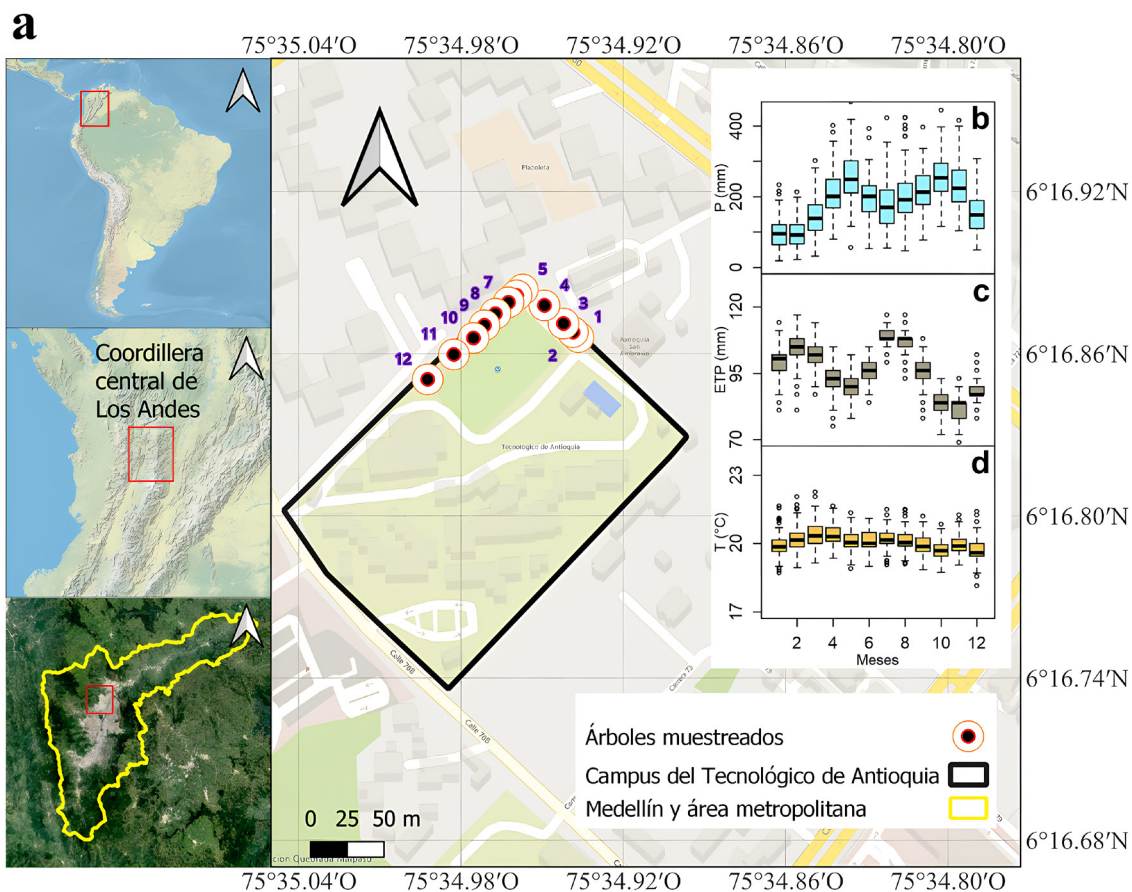 a
75°35.04′O 75°34.98′O 75°34.92′O 75°34.86′O 75°34.80′O
Coordillera
central de
Los Andes
Placoleta
5
7
4
8
9
3
10
1
11
2
12
Tecnológico de Antioquia
Calle 78B
Calle 78B
Carrera 73
0 25 50 m
b
P (mm)
400
200
0
c
ETP (mm)
120
95
70
d
T (°C)
23
20
17
2 4 6 8 10 12
Meses
Árboles muestreados
Campus del Tecnológico de Antioquia
Medellín y área metropolitana
6°16.92′N
6°16.86′N
6°16.80′N
6°16.74′N
6°16.68′N
75°35.04′O 75°34.98′O 75°34.92′O 75°34.86′O 75°34.80′O